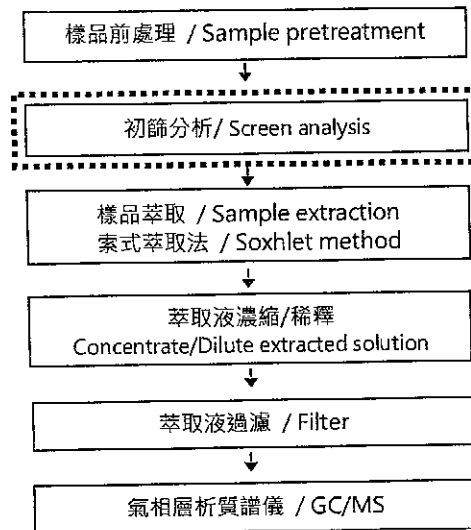 樣品前處理 / Sample pretreatment
初篩分析/ Screen analysis
樣品萃取 / Sample extraction
索式萃取法 / Soxhlet method
萃取液濃縮/稀釋
Concentrate/Dilute extracted solution
萃取液過濾 / Filter
氣相層析質譜儀 / GC/MS